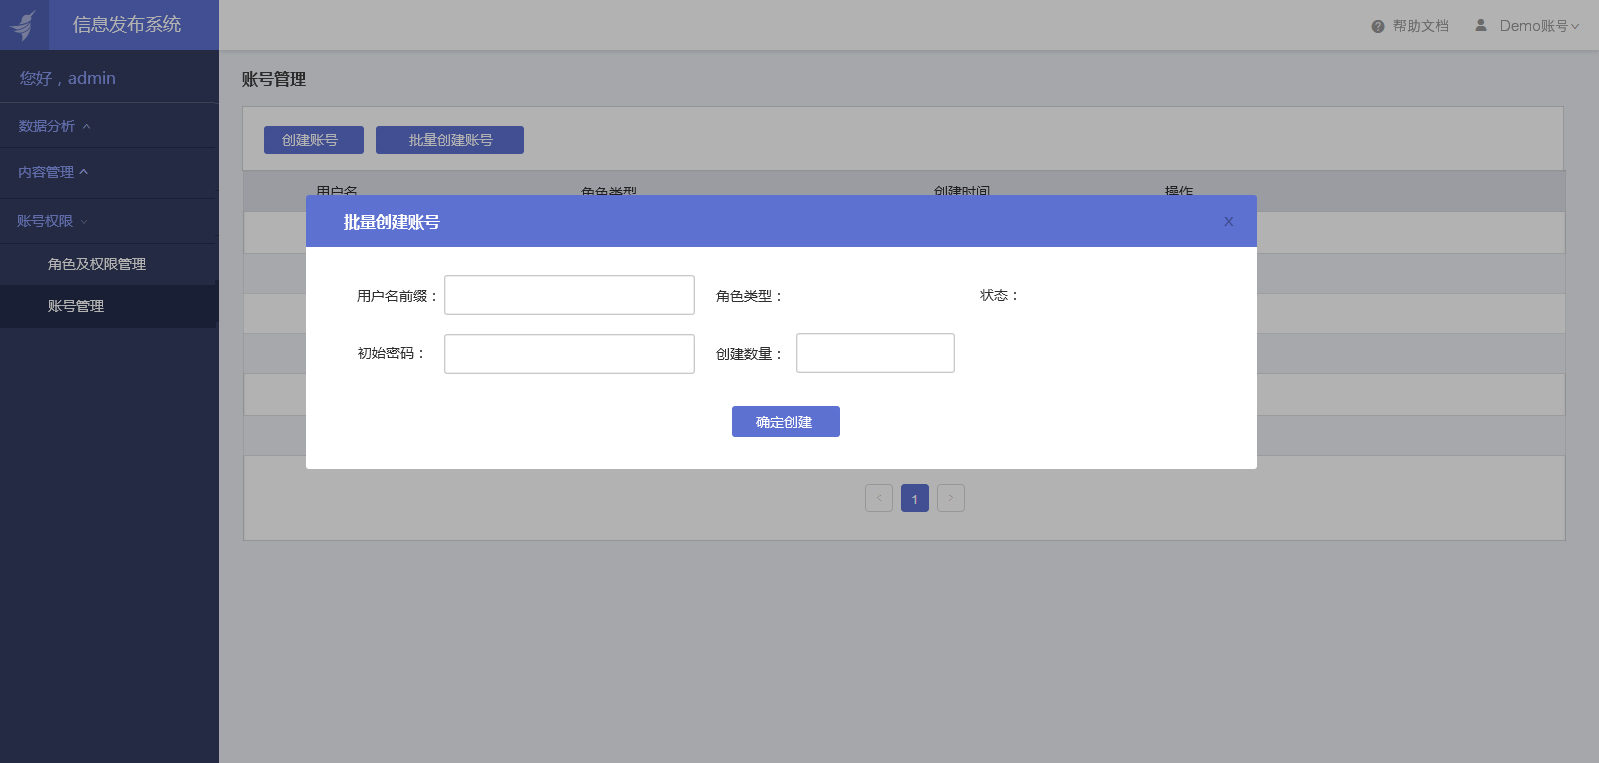 信息发布系统
帮助文档
Demo账号
您好，admin
账号管理
数据分析
创建账号
批量创建账号
内容管理
用户名
角色类型
创建时间
操作
账号权限
批量创建账号
x
角色及权限管理
用户名前缀：
角色类型：
状态：
账号管理
初始密码：
创建数量：
确定创建
<
1
>